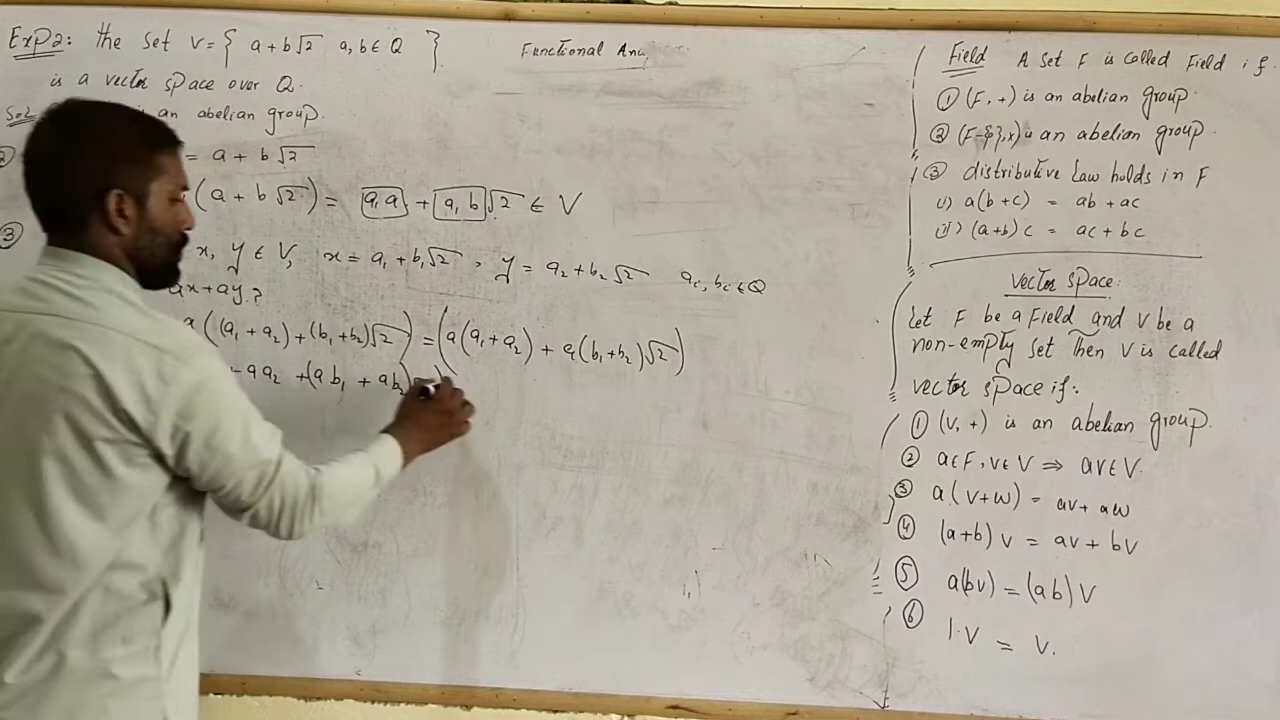 Exp2: the set V = { a + b√2 a, b ∈ Q }
is a vector space over Q.
Sol an abelian group.
② = a + b√2
(a + b√2) = a, a + a, b √2 ∈ V
③ x, y ∈ V, x = a₁ + b₁√2, y = a₂ + b₂√2 aᵢ, bᵢ ∈ Q
ax + ay ?
a((a₁ + a₂) + (b₁ + b₂)√2) = (a(a₁ + a₂) + a(b₁ + b₂)√2)
a a₂ + (a b₁ + a b₂)
Functional
Field A set F is called Field if
① (F, +) is an abelian group.
② (F-{}, x) is an abelian group.
③ distributive Law holds in F
i) a(b + c) = ab + ac
ii) (a + b) c = ac + bc
Vector space:
Let F be a Field and V be a
non-empty set Then V is called
vector space if:
① (V, +) is an abelian group.
② a ∈ F, v ∈ V ⇒ av ∈ V.
③ a(v + w) = av + aw
④ (a + b) v = av + bv
⑤ a(bv) = (ab) v
⑥ 1·v = v.